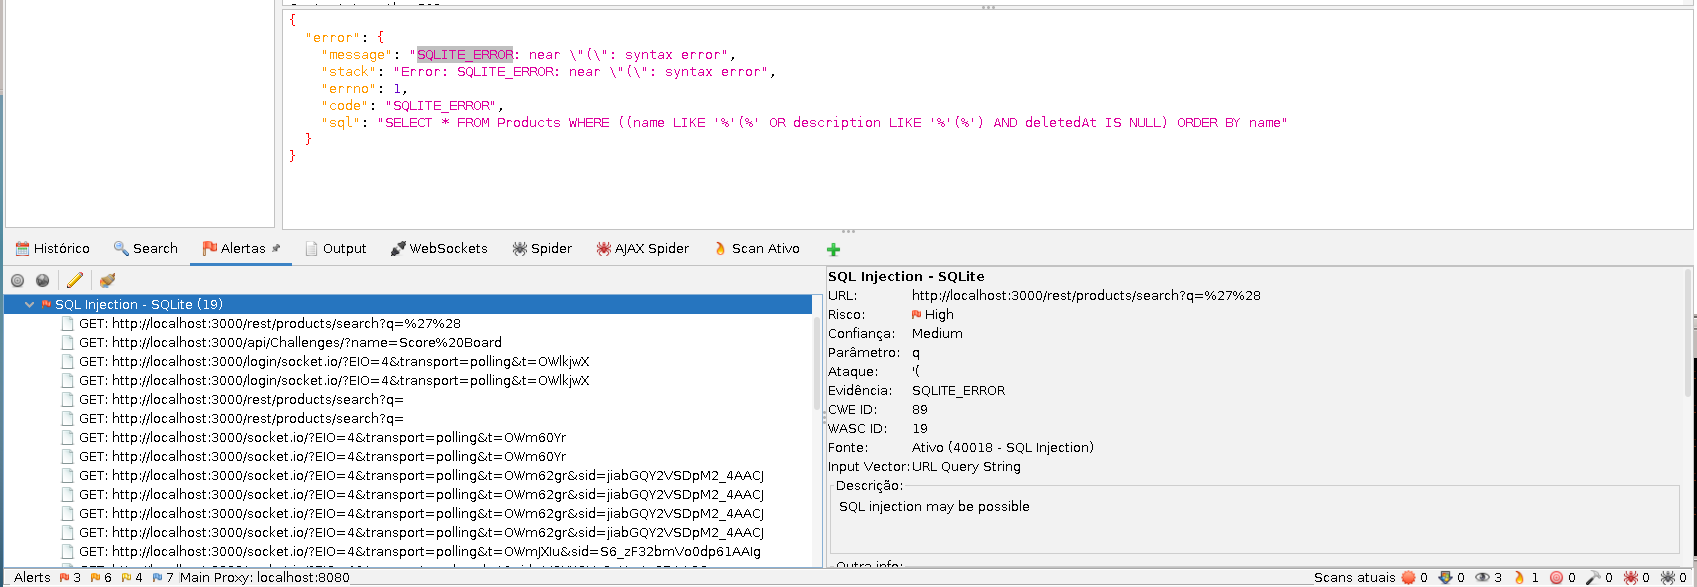 {
"error": {
"message": "SQLITE_ERROR: near \"(\": syntax error",
"stack": "Error: SQLITE_ERROR: near \"(\": syntax error",
"errno": 1,
"code": "SQLITE_ERROR",
"sql": "SELECT * FROM Products WHERE ((name LIKE '%'(%' OR description LIKE '%'(%') AND deletedAt IS NULL) ORDER BY name"
}
}
Histórico Search Alertas Output WebSockets Spider AJAX Spider Scan Ativo
SQL Injection - SQLite (19)
GET: http://localhost:3000/rest/products/search?q=%27%28
GET: http://localhost:3000/api/Challenges/?name=Score%20Board
GET: http://localhost:3000/login/socket.io/?EIO=4&transport=polling&t=OWlkjwX
GET: http://localhost:3000/login/socket.io/?EIO=4&transport=polling&t=OWlkjwX
GET: http://localhost:3000/rest/products/search?q=
GET: http://localhost:3000/rest/products/search?q=
GET: http://localhost:3000/socket.io/?EIO=4&transport=polling&t=OWm60Yr
GET: http://localhost:3000/socket.io/?EIO=4&transport=polling&t=OWm60Yr
GET: http://localhost:3000/socket.io/?EIO=4&transport=polling&t=OWm62gr&sid=jiabGQY2VSDpM2_4AACJ
GET: http://localhost:3000/socket.io/?EIO=4&transport=polling&t=OWm62gr&sid=jiabGQY2VSDpM2_4AACJ
GET: http://localhost:3000/socket.io/?EIO=4&transport=polling&t=OWm62gr&sid=jiabGQY2VSDpM2_4AACJ
GET: http://localhost:3000/socket.io/?EIO=4&transport=polling&t=OWm62gr&sid=jiabGQY2VSDpM2_4AACJ
GET: http://localhost:3000/socket.io/?EIO=4&transport=polling&t=OWmJXIu&sid=S6_zF32bmVo0dp61AAIg
SQL Injection - SQLite
URL: http://localhost:3000/rest/products/search?q=%27%28
Risco: High
Confiança: Medium
Parâmetro: q
Ataque: '(
Evidência: SQLITE_ERROR
CWE ID: 89
WASC ID: 19
Fonte: Ativo (40018 - SQL Injection)
Input Vector: URL Query String
Descrição:
SQL injection may be possible
Outra info:
Alerts 3 6 4 7 Main Proxy: localhost:8080
Scans atuais 0 0 3 1 0 0 0 0